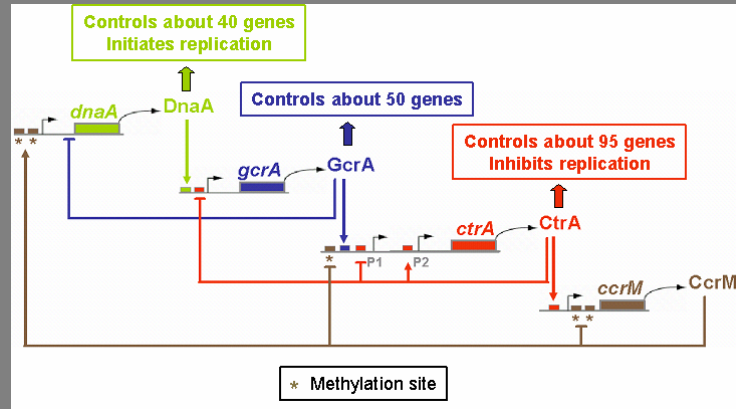 Controls about 40 genes
Initiates replication
dnaA
DnaA
* *
Controls about 50 genes
gcrA
GcrA
Controls about 95 genes
Inhibits replication
ctrA
CtrA
*
P1
P2
ccrM
CcrM
* *
* Methylation site